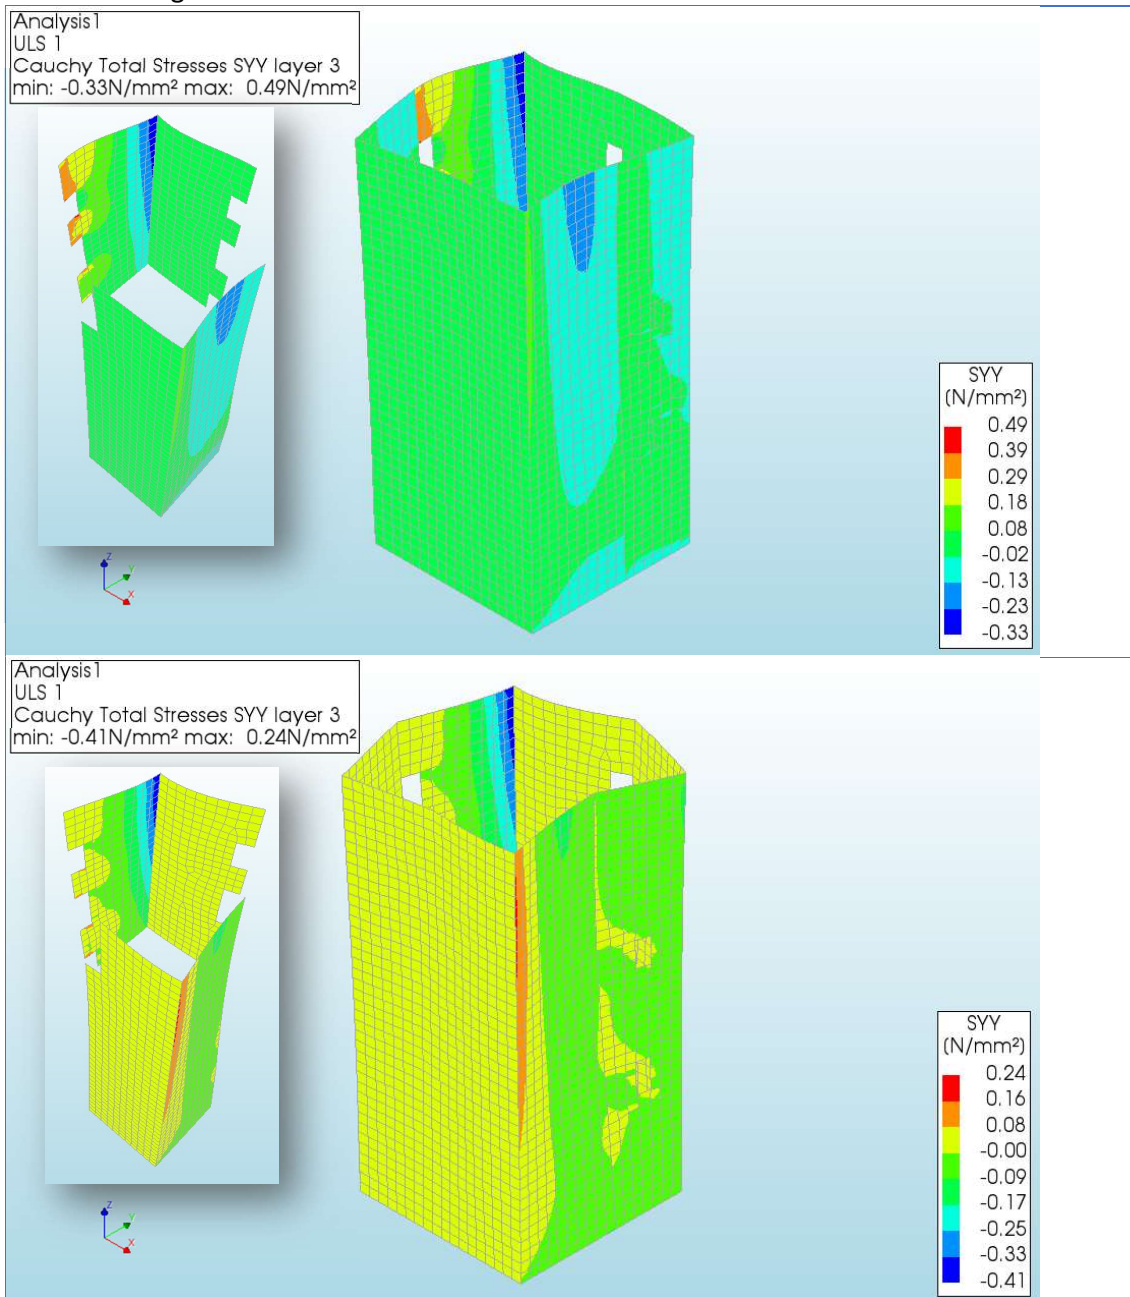 Analysis1
ULS 1
Cauchy Total Stresses SYY layer 3
min: -0.33N/mm² max: 0.49N/mm²
Z
Y
X
SYY
(N/mm²)
0.49
0.39
0.29
0.18
0.08
-0.02
-0.13
-0.23
-0.33
Analysis1
ULS 1
Cauchy Total Stresses SYY layer 3
min: -0.41N/mm² max: 0.24N/mm²
Z
Y
X
SYY
(N/mm²)
0.24
0.16
0.08
-0.00
-0.09
-0.17
-0.25
-0.33
-0.41